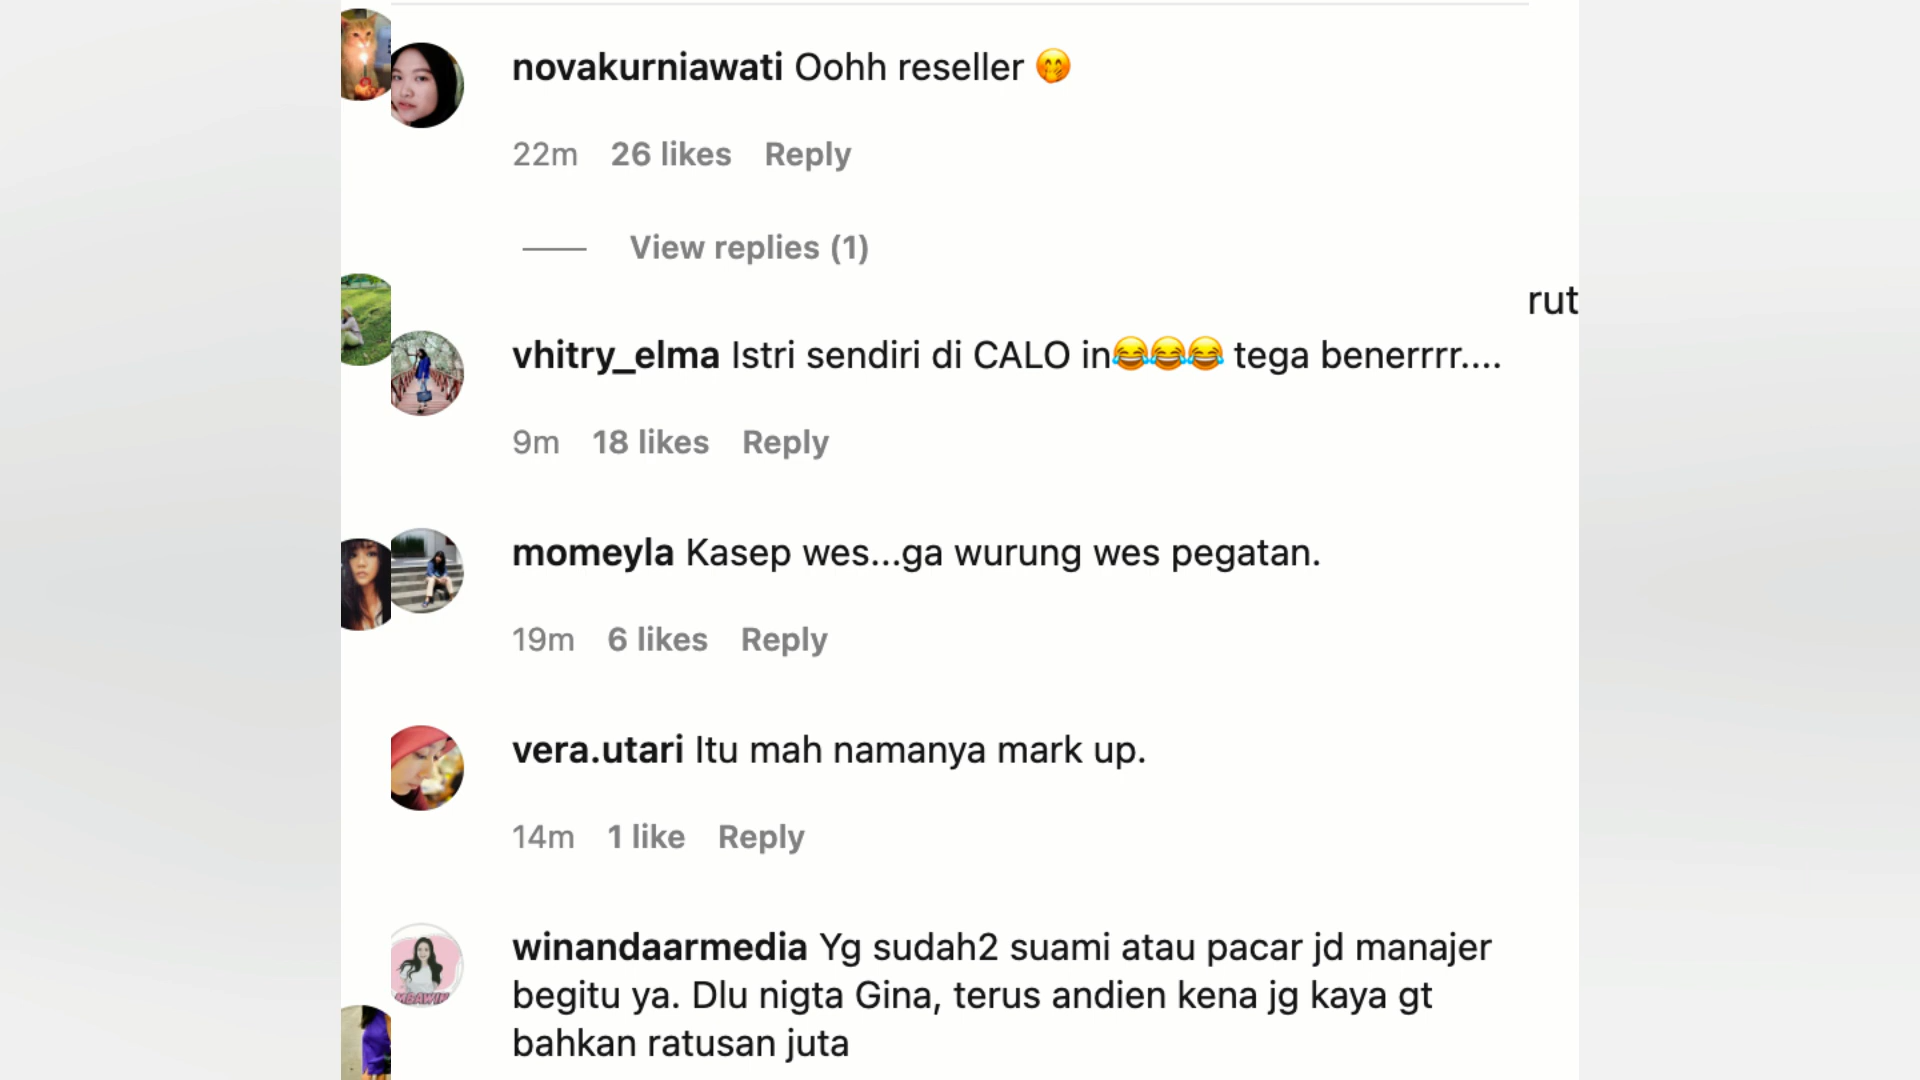 novakurniawati Oohh reseller 🤭
22m 26 likes Reply
View replies (1)
rut
vhitry_elma Istri sendiri di CALO in😂😂😂 tega benerrrr....
9m 18 likes Reply
momeyla Kasep wes...ga wurung wes pegatan.
19m 6 likes Reply
vera.utari Itu mah namanya mark up.
14m 1 like Reply
winandaarmedia Yg sudah2 suami atau pacar jd manajer
begitu ya. Dlu nigta Gina, terus andien kena jg kaya gt
bahkan ratusan juta